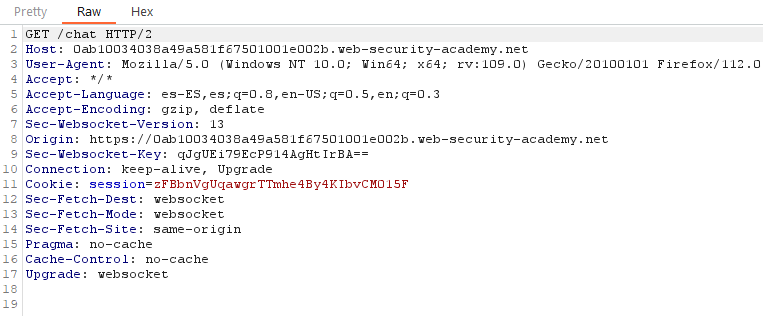 Pretty Raw Hex
1 GET /chat HTTP/2
2 Host: 0ab10034038a49a581f67501001e002b.web-security-academy.net
3 User-Agent: Mozilla/5.0 (Windows NT 10.0; Win64; x64; rv:109.0) Gecko/20100101 Firefox/112.0
4 Accept: */*
5 Accept-Language: es-ES,es;q=0.8,en-US;q=0.5,en;q=0.3
6 Accept-Encoding: gzip, deflate
7 Sec-Websocket-Version: 13
8 Origin: https://0ab10034038a49a581f67501001e002b.web-security-academy.net
9 Sec-Websocket-Key: qJgUEi79EcP914AgHtIrBA==
10 Connection: keep-alive, Upgrade
11 Cookie: session=zFBbnVgUqawgrTTmhe4By4KIbvCMO15F
12 Sec-Fetch-Dest: websocket
13 Sec-Fetch-Mode: websocket
14 Sec-Fetch-Site: same-origin
15 Pragma: no-cache
16 Cache-Control: no-cache
17 Upgrade: websocket
18
19